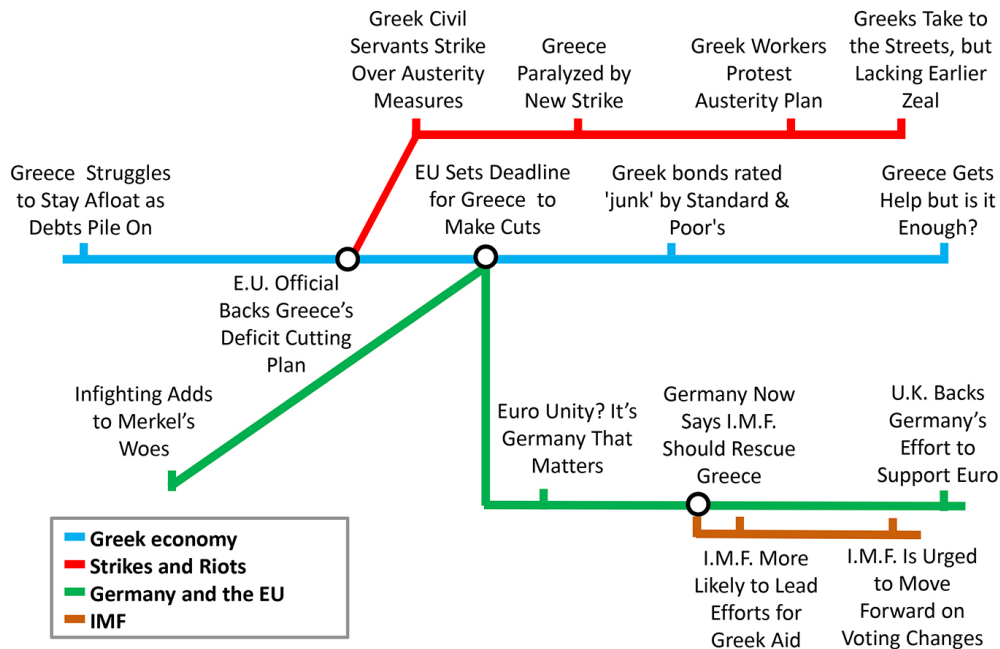 Greek Civil
Servants Strike
Over Austerity
Measures
Greece
Paralyzed by
New Strike
Greek Workers
Protest
Austerity Plan
Greeks Take to
the Streets, but
Lacking Earlier
Zeal
Greece Struggles
to Stay Afloat as
Debts Pile On
EU Sets Deadline
for Greece to
Make Cuts
Greek bonds rated
'junk' by Standard &
Poor's
Greece Gets
Help but is it
Enough?
E.U. Official
Backs Greece’s
Deficit Cutting
Plan
Infighting Adds
to Merkel’s
Woes
Euro Unity? It’s
Germany That
Matters
Germany Now
Says I.M.F.
Should Rescue
Greece
U.K. Backs
Germany’s
Effort to
Support Euro
I.M.F. More
Likely to Lead
Efforts for
Greek Aid
I.M.F. Is Urged
to Move
Forward on
Voting Changes
Greek economy
Strikes and Riots
Germany and the EU
IMF